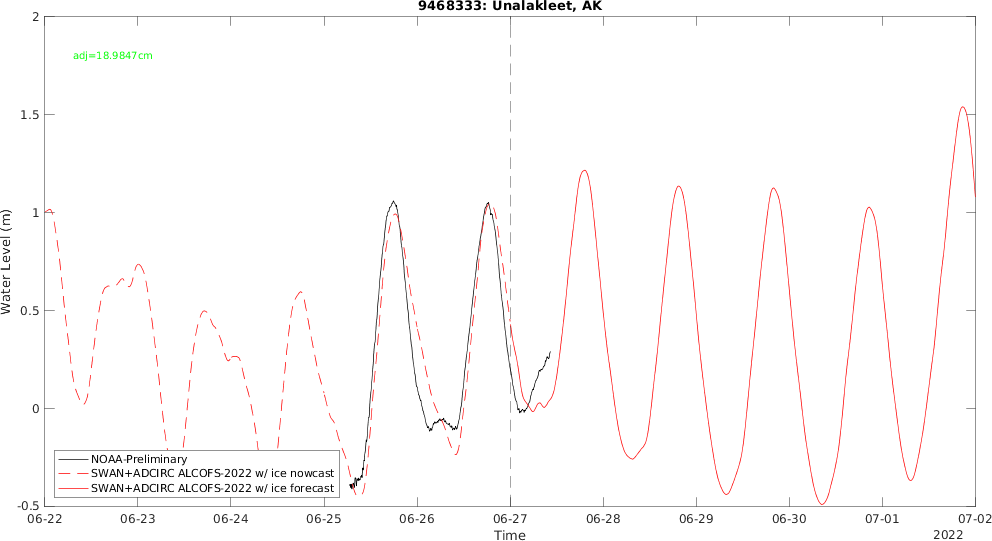 9468333: Unalakleet, AK
adj=18.9847cm
Water Level (m)
2
1.5
1
0.5
0
-0.5
NOAA-Preliminary
SWAN+ADCIRC ALCOFS-2022 w/ ice nowcast
SWAN+ADCIRC ALCOFS-2022 w/ ice forecast
06-22 06-23 06-24 06-25 06-26 06-27 06-28 06-29 06-30 07-01 07-02
Time
2022